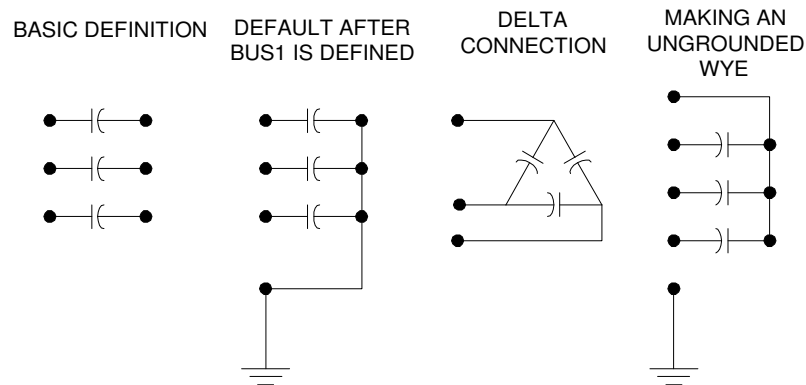 BASIC DEFINITION
DEFAULT AFTER
BUS1 IS DEFINED
DELTA
CONNECTION
MAKING AN
UNGROUNDED
WYE